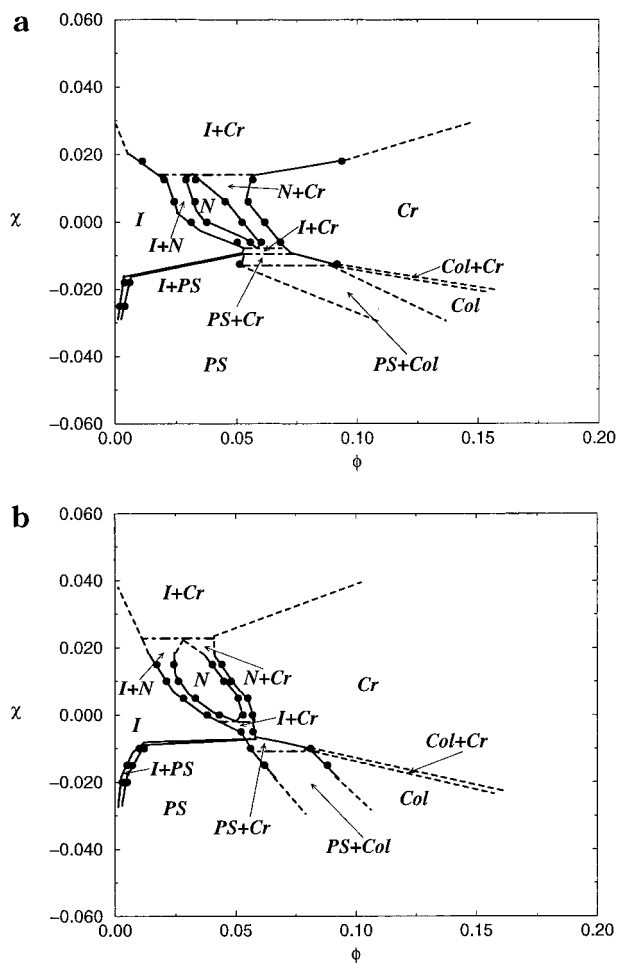 a
0.060
0.040
I+Cr
0.020
N+Cr
χ
0.000
I
N
I+Cr
Cr
I+N
Col+Cr
−0.020
I+PS
Col
PS+Cr
−0.040
PS
PS+Col
−0.060
0.00 0.05 0.10 0.15 0.20
ϕ
b
0.060
0.040
I+Cr
0.020
N+Cr
I+N
N
Cr
χ
0.000
I
I+Cr
Col+Cr
−0.020
I+PS
Col
PS
PS+Cr
PS+Col
−0.040
−0.060
0.00 0.05 0.10 0.15 0.20
ϕ